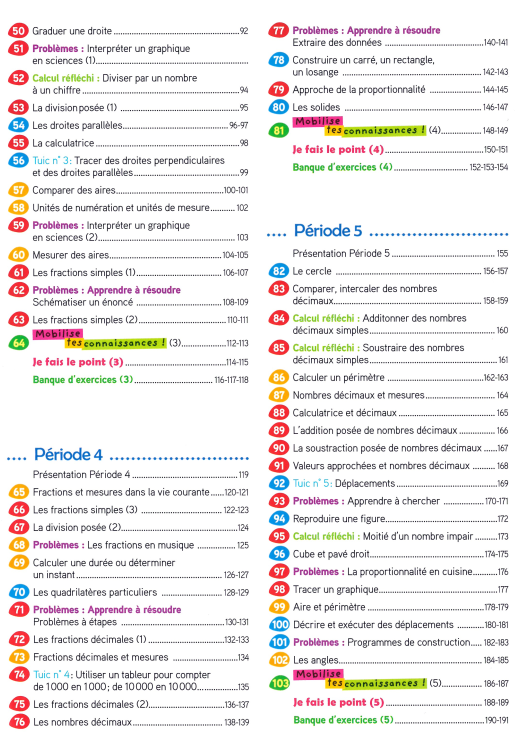 50 Graduer une droite ..... 92
51 Problèmes : Interpréter un graphique
en sciences (1).....
52 Calcul réfléchi : Diviser par un nombre
à un chiffre ..... 94
53 La division posée (1) ..... 95
54 Les droites parallèles..... 96-97
55 La calculatrice ..... 98
56 Tuic n° 3 : Tracer des droites perpendiculaires
et des droites parallèles..... 99
57 Comparer des aires..... 100-101
58 Unités de numération et unités de mesure..... 102
59 Problèmes : Interpréter un graphique
en sciences (2)..... 103
60 Mesurer des aires..... 104-105
61 Les fractions simples (1)..... 106-107
62 Problèmes : Apprendre à résoudre
Schématiser un énoncé ..... 108-109
63 Les fractions simples (2)..... 110-111
64 Mobilise
tes connaissances ! (3)..... 112-113
Je fais le point (3) ..... 114-115
Banque d'exercices (3) ..... 116-117-118
.... Période 4 .....
Présentation Période 4 ..... 119
65 Fractions et mesures dans la vie courante ..... 120-121
66 Les fractions simples (3) ..... 122-123
67 La division posée (2)..... 124
68 Problèmes : Les fractions en musique ..... 125
69 Calculer une durée ou déterminer
un instant ..... 126-127
70 Les quadrilatères particuliers ..... 128-129
71 Problèmes : Apprendre à résoudre
Problèmes à étapes ..... 130-131
72 Les fractions décimales (1) ..... 132-133
73 Fractions décimales et mesures ..... 134
74 Tuic n° 4 : Utiliser un tableur pour compter
de 1 000 en 1 000 ; de 10 000 en 10 000..... 135
75 Les fractions décimales (2)..... 136-137
76 Les nombres décimaux..... 138-139
77 Problèmes : Apprendre à résoudre
Extraire des données ..... 140-141
78 Construire un carré, un rectangle,
un losange ..... 142-143
79 Approche de la proportionnalité ..... 144-145
80 Les solides ..... 146-147
81 Mobilise
tes connaissances ! (4)..... 148-149
Je fais le point (4) ..... 150-151
Banque d'exercices (4) ..... 152-153-154
.... Période 5 .....
Présentation Période 5 ..... 155
82 Le cercle ..... 156-157
83 Comparer, intercaler des nombres
décimaux..... 158-159
84 Calcul réfléchi : Additonner des nombres
décimaux simples..... 160
85 Calcul réfléchi : Soustraire des nombres
décimaux simples..... 161
86 Calculer un périmètre ..... 162-163
87 Nombres décimaux et mesures..... 164
88 Calculatrice et décimaux ..... 165
89 L'addition posée de nombres décimaux ..... 166
90 La soustraction posée de nombres décimaux ..... 167
91 Valeurs approchées et nombres décimaux ..... 168
92 Tuic n° 5 : Déplacements ..... 169
93 Problèmes : Apprendre à chercher ..... 170-171
94 Reproduire une figure..... 172
95 Calcul réfléchi : Moitié d'un nombre impair ..... 173
96 Cube et pavé droit..... 174-175
97 Problèmes : La proportionnalité en cuisine..... 176
98 Tracer un graphique..... 177
99 Aire et périmètre ..... 178-179
100 Décrire et exécuter des déplacements ..... 180-181
101 Problèmes : Programmes de construction..... 182-183
102 Les angles..... 184-185
103 Mobilise
tes connaissances ! (5)..... 186-187
Je fais le point (5) ..... 188-189
Banque d'exercices (5) ..... 190-191